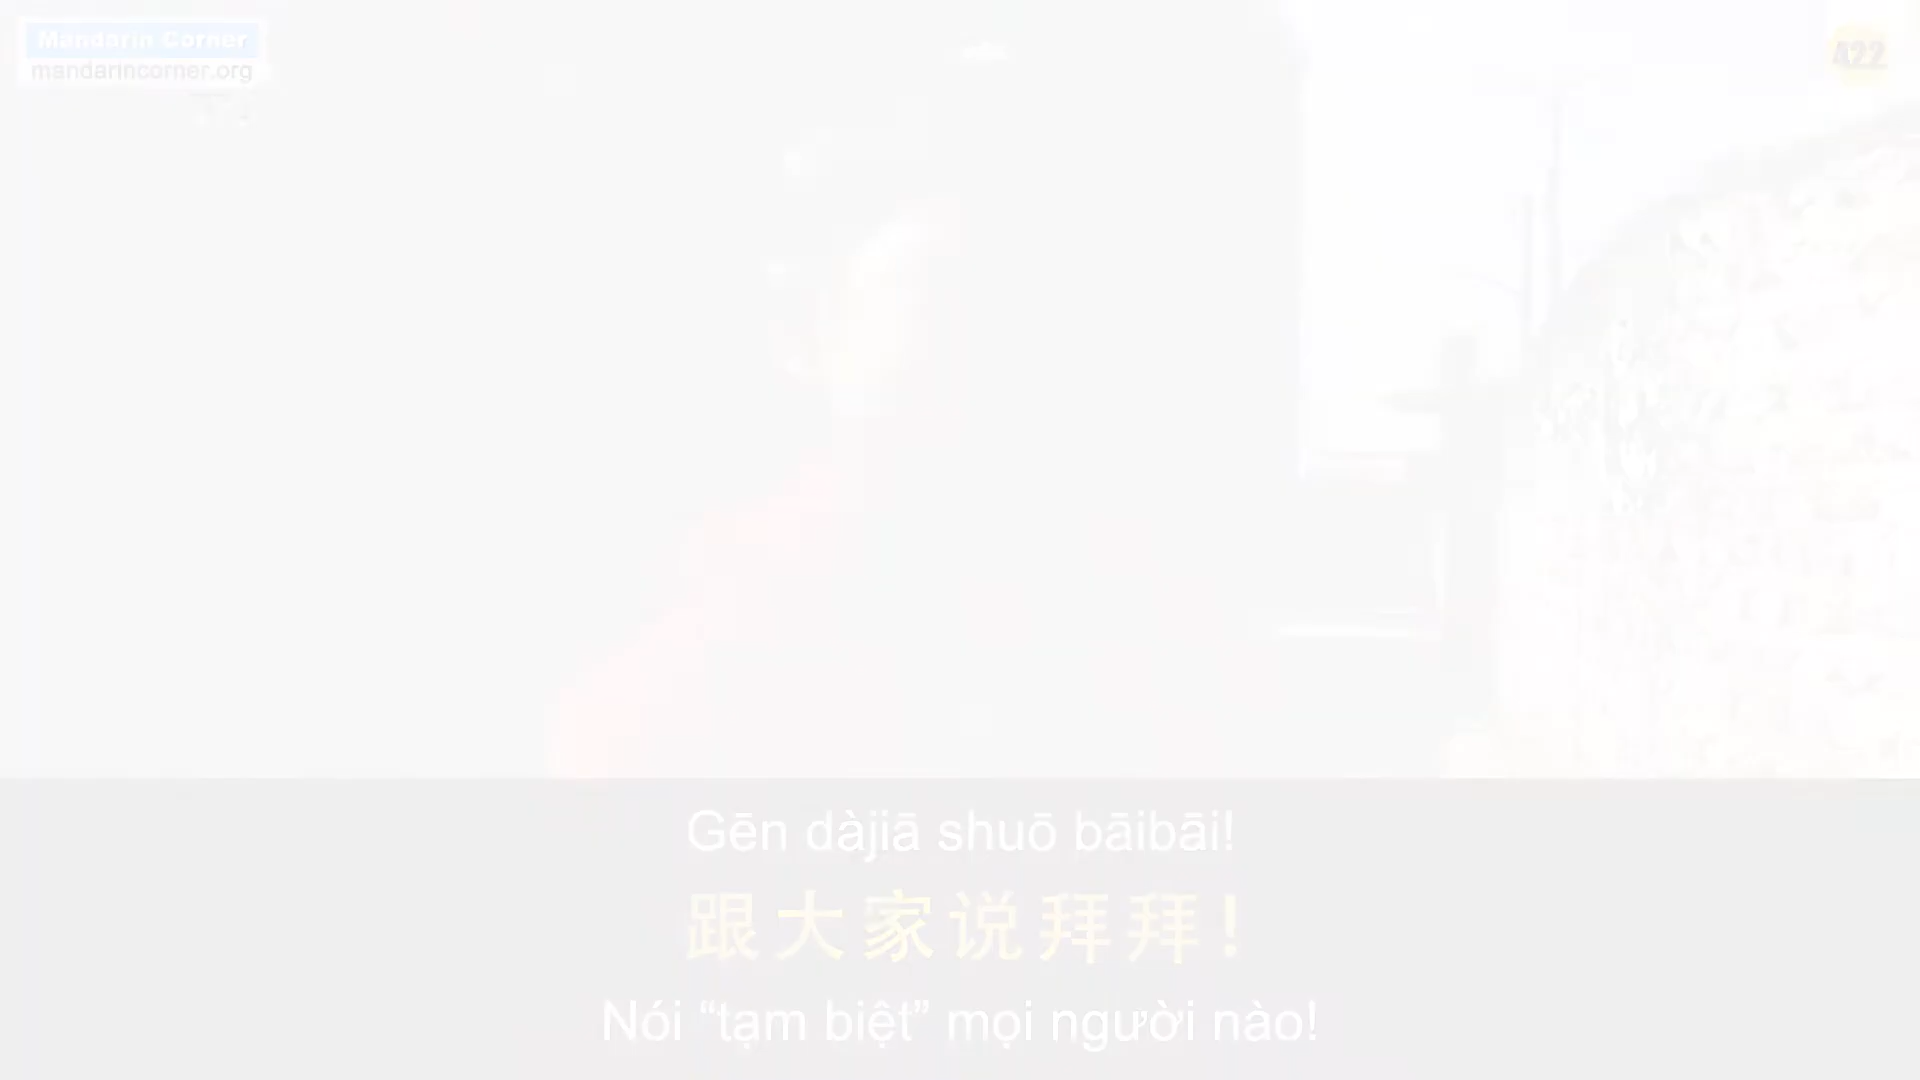 Mandarin Corner
mandarincorner.org
422
Gēn dàjiā shuō bāibāi!
跟大家说拜拜!
Nói “tạm biệt” mọi người nào!